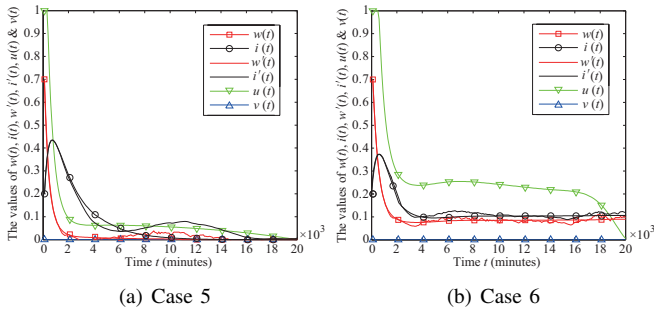 The values of w(t), i(t), w'(t), i'(t), u(t) & v(t)
1
0.9
0.8
0.7
0.6
0.5
0.4
0.3
0.2
0.1
0
w(t)
i(t)
w'(t)
i'(t)
u(t)
v(t)
0 2 4 6 8 10 12 14 16 18 20
×10³
Time t (minutes)
(a) Case 5
The values of w(t), i(t), w'(t), i'(t), u(t) & v(t)
1
0.9
0.8
0.7
0.6
0.5
0.4
0.3
0.2
0.1
0
w(t)
i(t)
w'(t)
i'(t)
u(t)
v(t)
0 2 4 6 8 10 12 14 16 18 20
×10³
Time t (minutes)
(b) Case 6